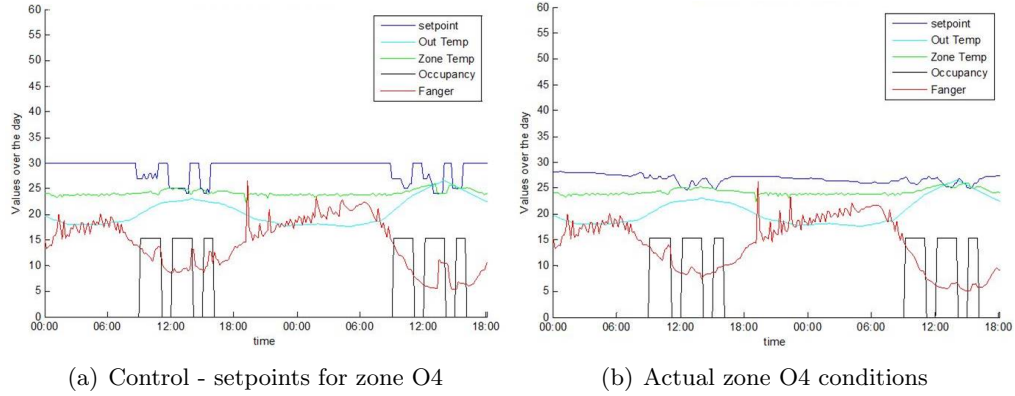 60
55
50
45
40
35
30
25
20
15
10
5
0
Values over the day
setpoint
Out Temp
Zone Temp
Occupancy
Fanger
00:00 06:00 12:00 18:00 00:00 06:00 12:00 18:00
time
(a) Control - setpoints for zone O4
60
55
50
45
40
35
30
25
20
15
10
5
0
Values over the day
setpoint
Out Temp
Zone Temp
Occupancy
Fanger
00:00 06:00 12:00 18:00 00:00 06:00 12:00 18:00
time
(b) Actual zone O4 conditions